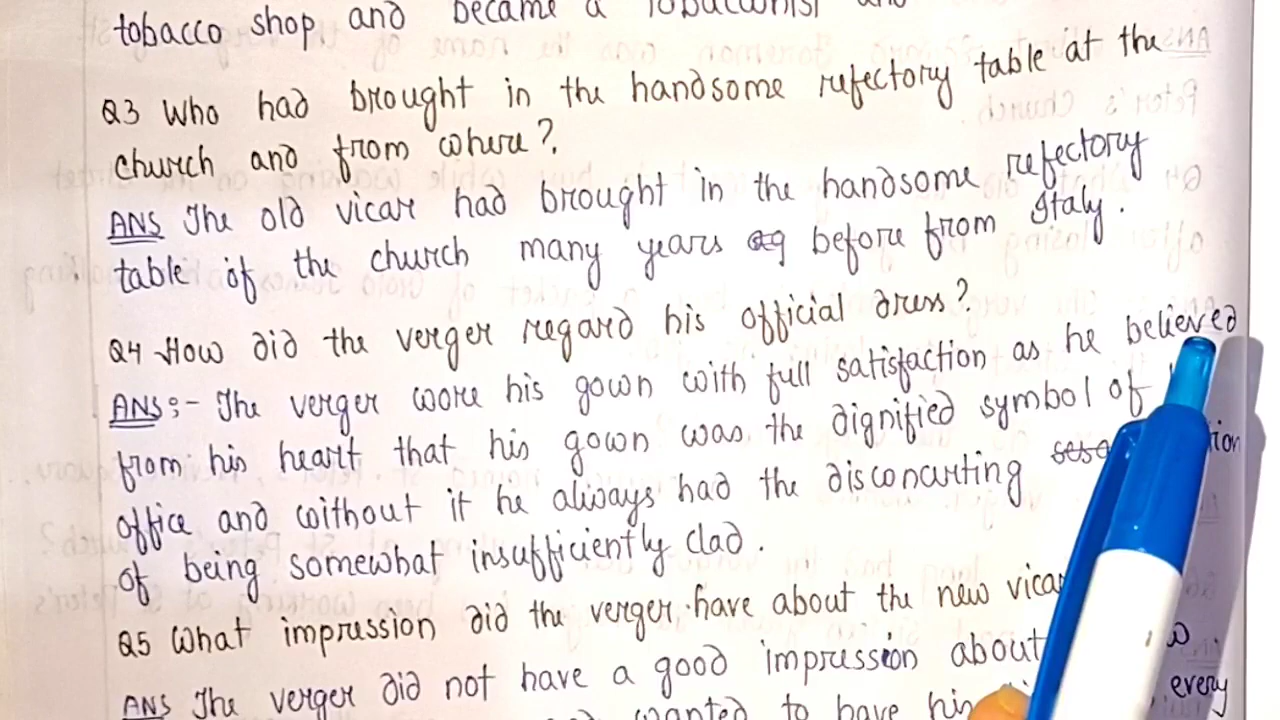 tobacco shop and became a Tobacconist and
Q3 Who had brought in the handsome refectory table at the
church and from where?
ANS The old vicar had brought in the handsome refectory
table of the church many years before from Italy.
Q4 How did the verger regard his official dress?
ANS:- The verger wore his gown with full satisfaction as he believed
from his heart that his gown was the dignified symbol of
office and without it he always had the disconcurting
of being somewhat insufficiently clad.
Q5 What impression did the verger have about the new
ANS The verger did not have a good impression about
wanted to have every